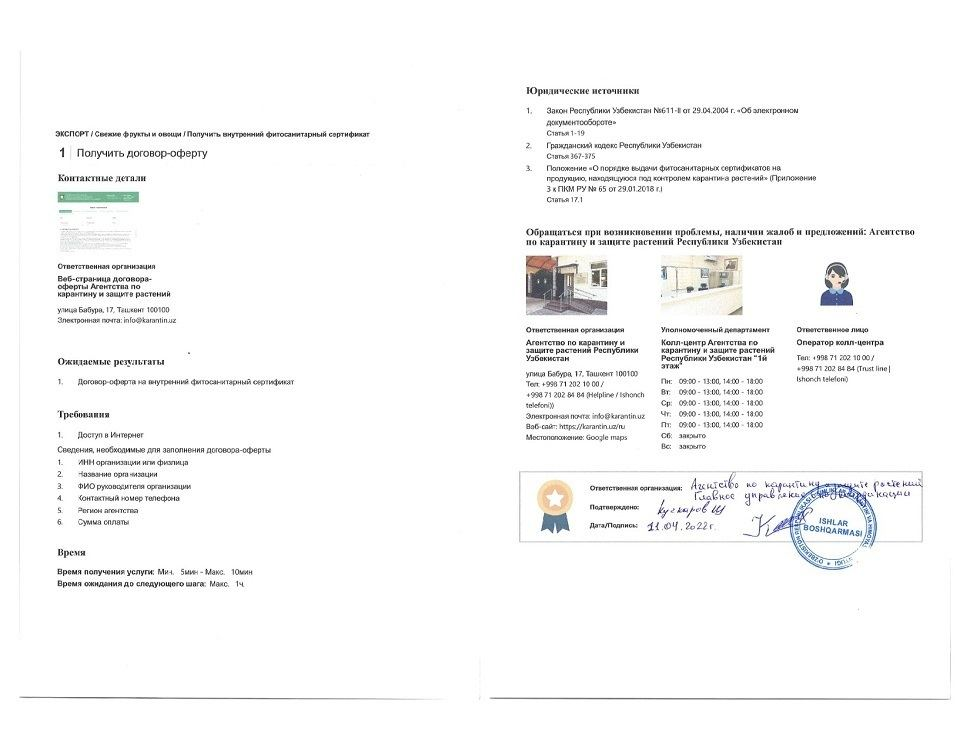 ЭКСПОРТ / Свежие фрукты и овощи / Получить внутренний фитосанитарный сертификат
1 Получить договор-оферту
Контактные детали
Ответственная организация
Веб-страница договора-
оферты Агентства по
карантину и защите растений
улица Бабура, 17, Ташкент 100100
Электронная почта: info@karantin.uz
Ожидаемые результаты
1. Договор-оферта на внутренний фитосанитарный сертификат
Требования
1. Доступ в Интернет
Сведения, необходимые для заполнения договора-оферты
1. ИНН организации или физлица
2. Название организации
3. ФИО руководителя организации
4. Контактный номер телефона
5. Регион агентства
6. Сумма оплаты
Время
Время получения услуги: Мин. 5мин - Макс. 10мин
Время ожидания до следующего шага: Макс. 1ч.
Юридические источники
1. Закон Республики Узбекистан №611-II от 29.04.2004 г. «Об электронном
документообороте»
Статья 1-19
2. Гражданский кодекс Республики Узбекистан
Статья 367-375
3. Положение «О порядке выдачи фитосанитарных сертификатов на
продукцию, находящуюся под контролем карантина растений» (Приложение
3 к ПКМ РУ № 65 от 29.01.2018 г.)
Статья 17.1
Обращаться при возникновении проблемы, наличии жалоб и предложений: Агентство
по карантину и защите растений Республики Узбекистан
Ответственная организация
Агентство по карантину и
защите растений Республики
Узбекистан
улица Бабура, 17, Ташкент 100100
Тел: +998 71 202 10 00 /
+998 71 202 84 84 (Helpline / Ishonch
telefoni))
Электронная почта: info@karantin.uz
Веб-сайт: https://karantin.uz/ru
Местоположение: Google maps
Уполномоченный департамент
Колл-центр Агентства по
карантину и защите растений
Республики Узбекистан "1й
этаж"
Пн: 09:00 - 13:00, 14:00 - 18:00
Вт: 09:00 - 13:00, 14:00 - 18:00
Ср: 09:00 - 13:00, 14:00 - 18:00
Чт: 09:00 - 13:00, 14:00 - 18:00
Пт: 09:00 - 13:00, 14:00 - 18:00
Сб: закрыто
Вс: закрыто
Ответственное лицо
Оператор колл-центра
Тел: +998 71 202 10 00 /
+998 71 202 84 84 (Trust line |
Ishonch telefoni)
Ответственная организация: Агентство по карантину и защите растений
Главное управление
Подтверждено: Кучкаров Ш
Дата/Подпись: 11.04.2022г.
ISHLAR
BOSHQARMASI